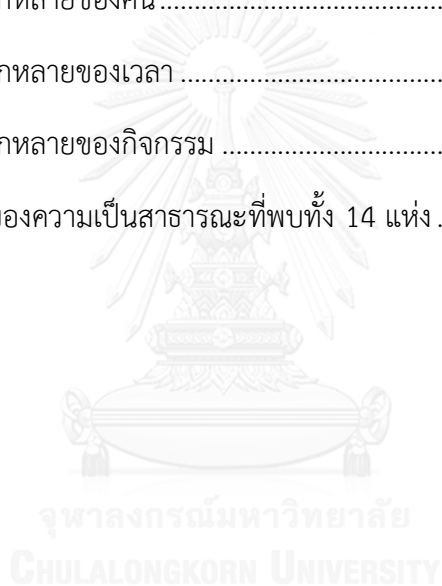 กหลายของคน...........................................
กหลายของเวลา........................................
กหลายของกิจกรรม..................................
องความเป็นสาธารณะที่พบทั้ง 14 แห่ง.
จุฬาลงกรณ์มหาวิทยาลัย
CHULALONGKORN UNIVERSITY